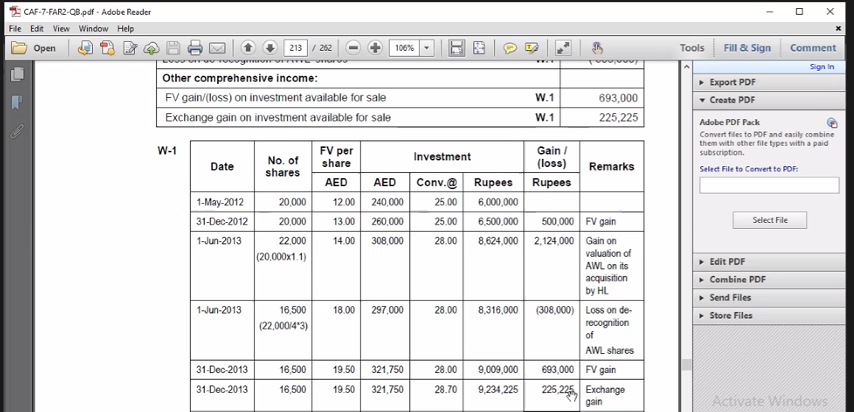 CAF-7-FAR2-QB.pdf - Adobe Reader
File Edit View Window Help
Open 213 / 262 106% Tools Fill & Sign Comment
Sign In
Export PDF
Create PDF
Adobe PDF Pack
Convert files to PDF and easily combine
them with other file types with a paid
subscription.
Select File to Convert to PDF:
Select File
Edit PDF
Combine PDF
Send Files
Store Files
Other comprehensive income:
FV gain/(loss) on investment available for sale W.1 693,000
Exchange gain on investment available for sale W.1 225,225
W-1
Date No. of shares FV per share Investment Gain / (loss) Remarks
AED AED Conv.@ Rupees Rupees
1-May-2012 20,000 12.00 240,000 25.00 6,000,000
31-Dec-2012 20,000 13.00 260,000 25.00 6,500,000 500,000 FV gain
1-Jun-2013 22,000 14.00 308,000 28.00 8,624,000 2,124,000 Gain on
(20,000x1.1) valuation of
AWL on its
acquisition
by HL
1-Jun-2013 16,500 18.00 297,000 28.00 8,316,000 (308,000) Loss on de-
(22,000/4*3) recognition
of
AWL shares
31-Dec-2013 16,500 19.50 321,750 28.00 9,009,000 693,000 FV gain
31-Dec-2013 16,500 19.50 321,750 28.70 9,234,225 225,225 Exchange
gain
Activate Windows